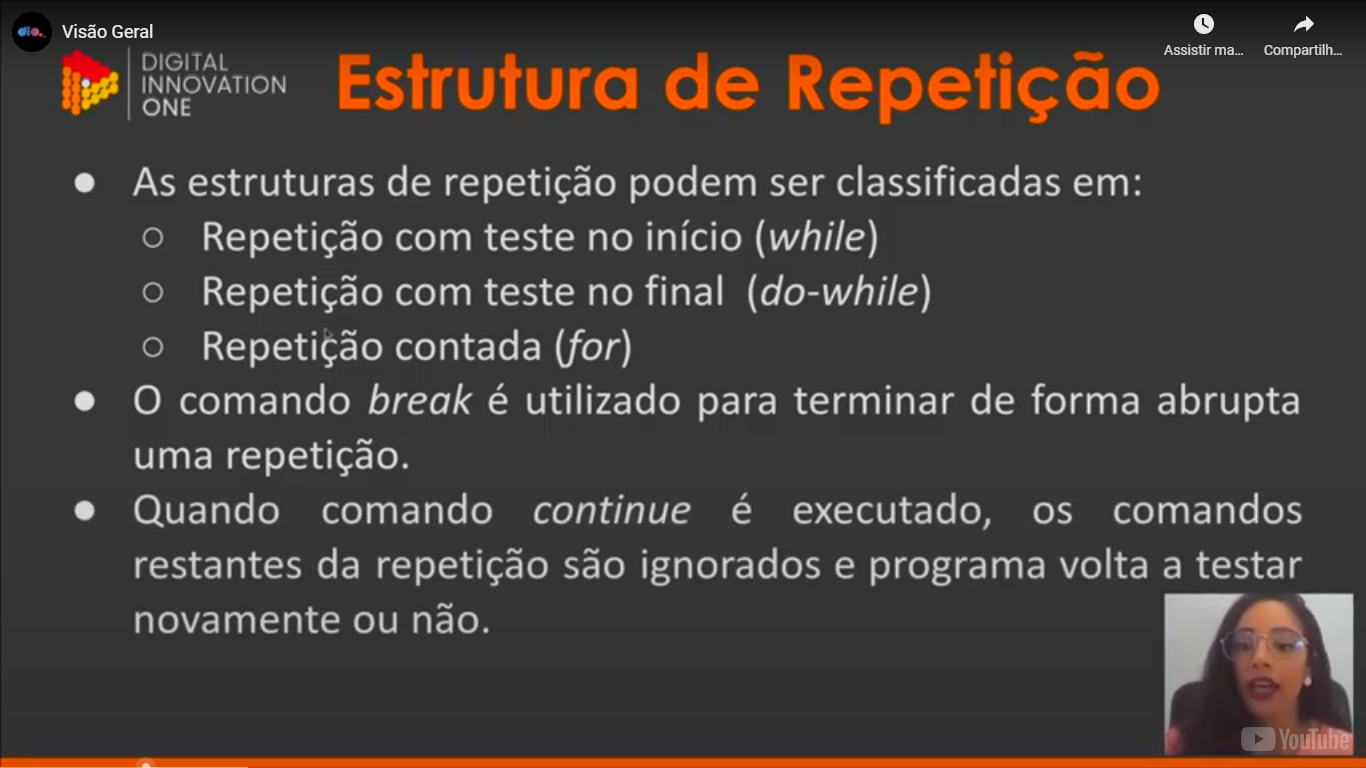 Visão Geral
Assistir ma...
Compartilh...
DIGITAL
INNOVATION
ONE
Estrutura de Repetição
● As estruturas de repetição podem ser classificadas em:
○ Repetição com teste no início (while)
○ Repetição com teste no final (do-while)
○ Repetição contada (for)
● O comando break é utilizado para terminar de forma abrupta
uma repetição.
● Quando comando continue é executado, os comandos
restantes da repetição são ignorados e programa volta a testar
novamente ou não.
YouTube